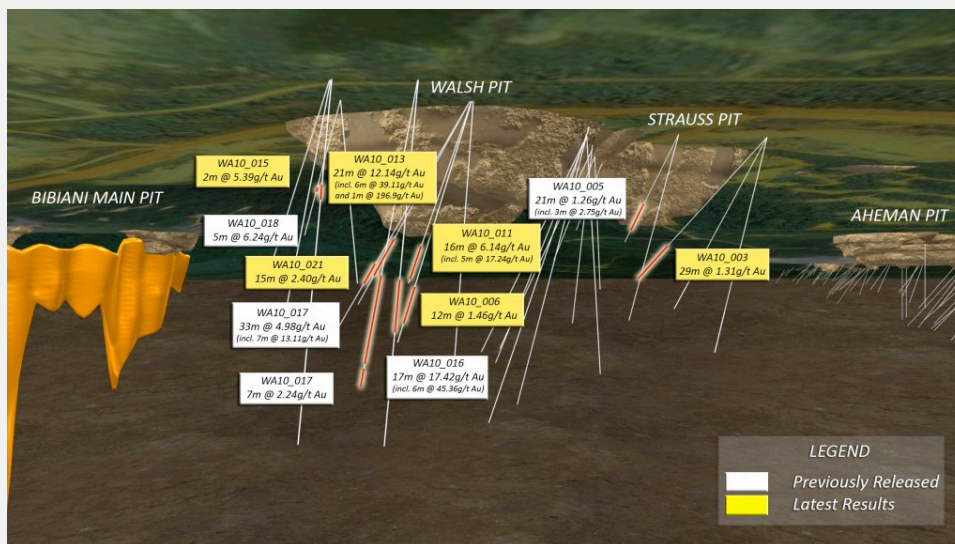 WALSH PIT
STRAUSS PIT
BIBIANI MAIN PIT
AHEMAN PIT
WA10_015
2m @ 5.39g/t Au
WA10_013
21m @ 12.14g/t Au
(incl. 6m @ 39.11g/t Au
and 1m @ 196.9g/t Au)
WA10_005
21m @ 1.26g/t Au
(incl. 3m @ 2.75g/t Au)
WA10_018
5m @ 6.24g/t Au
WA10_011
16m @ 6.14g/t Au
(incl. 5m @ 17.24g/t Au)
WA10_003
29m @ 1.31g/t Au
WA10_021
15m @ 2.40g/t Au
WA10_006
12m @ 1.46g/t Au
WA10_017
33m @ 4.98g/t Au
(incl. 7m @ 13.11g/t Au)
WA10_016
17m @ 17.42g/t Au
(incl. 6m @ 45.36g/t Au)
WA10_017
7m @ 2.24g/t Au
LEGEND
Previously Released
Latest Results